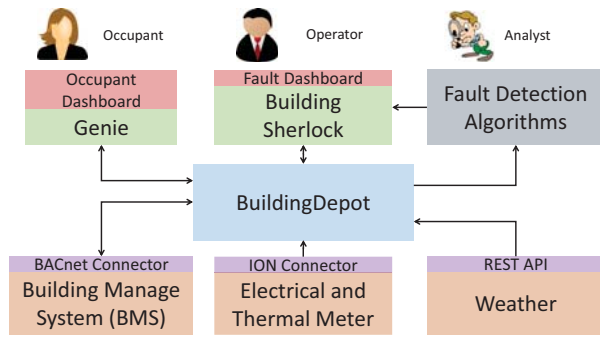 Occupant
Operator
Analyst
Occupant
Dashboard
Genie
Fault Dashboard
Building
Sherlock
Fault Detection
Algorithms
BuildingDepot
BACnet Connector
Building Manage
System (BMS)
ION Connector
Electrical and
Thermal Meter
REST API
Weather